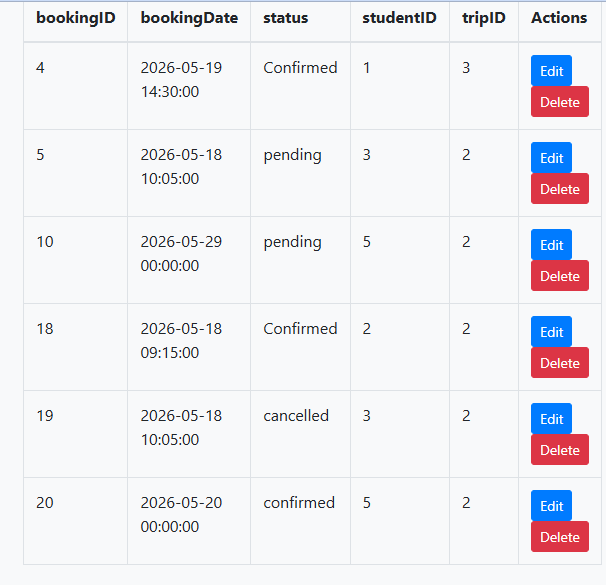 bookingID bookingDate status studentID tripID Actions
4 2026-05-19 Confirmed 1 3 Edit
14:30:00 Delete
5 2026-05-18 pending 3 2 Edit
10:05:00 Delete
10 2026-05-29 pending 5 2 Edit
00:00:00 Delete
18 2026-05-18 Confirmed 2 2 Edit
09:15:00 Delete
19 2026-05-18 cancelled 3 2 Edit
10:05:00 Delete
20 2026-05-20 confirmed 5 2 Edit
00:00:00 Delete